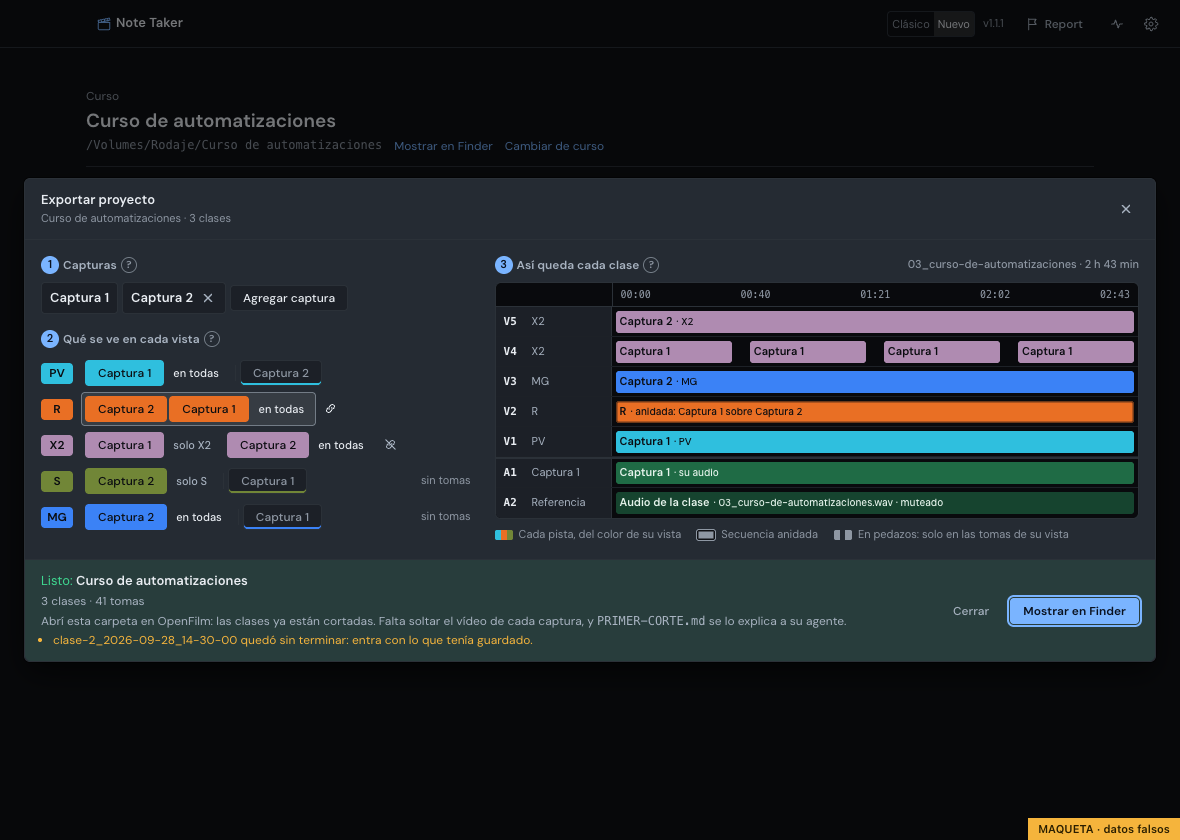 Note Taker
Clásico Nuevo v1.1.1 Report
Curso
Curso de automatizaciones
/Volumes/Rodaje/Curso de automatizaciones Mostrar en Finder Cambiar de curso
Exportar proyecto
Curso de automatizaciones · 3 clases
1 Capturas ?
Captura 1 Captura 2 × Agregar captura
2 Qué se ve en cada vista ?
PV Captura 1 en todas Captura 2
R Captura 2 Captura 1 en todas
X2 Captura 1 solo X2 Captura 2 en todas
S Captura 2 solo S Captura 1 sin tomas
MG Captura 2 en todas Captura 1 sin tomas
3 Así queda cada clase ? 03_curso-de-automatizaciones · 2 h 43 min
00:00 00:40 01:21 02:02 02:43
V5 X2 Captura 2 · X2
V4 X2 Captura 1 Captura 1 Captura 1 Captura 1
V3 MG Captura 2 · MG
V2 R R · anidada: Captura 1 sobre Captura 2
V1 PV Captura 1 · PV
A1 Captura 1 Captura 1 · su audio
A2 Referencia Audio de la clase · 03_curso-de-automatizaciones.wav · muteado
Cada pista, del color de su vista Secuencia anidada En pedazos: solo en las tomas de su vista
Listo: Curso de automatizaciones
3 clases · 41 tomas
Abrí esta carpeta en OpenFilm: las clases ya están cortadas. Falta soltar el vídeo de cada captura, y PRIMER-CORTE.md se lo explica a su agente.
• clase-2_2026-09-28_14-30-00 quedó sin terminar: entra con lo que tenía guardado.
Cerrar Mostrar en Finder
MAQUETA · datos falsos